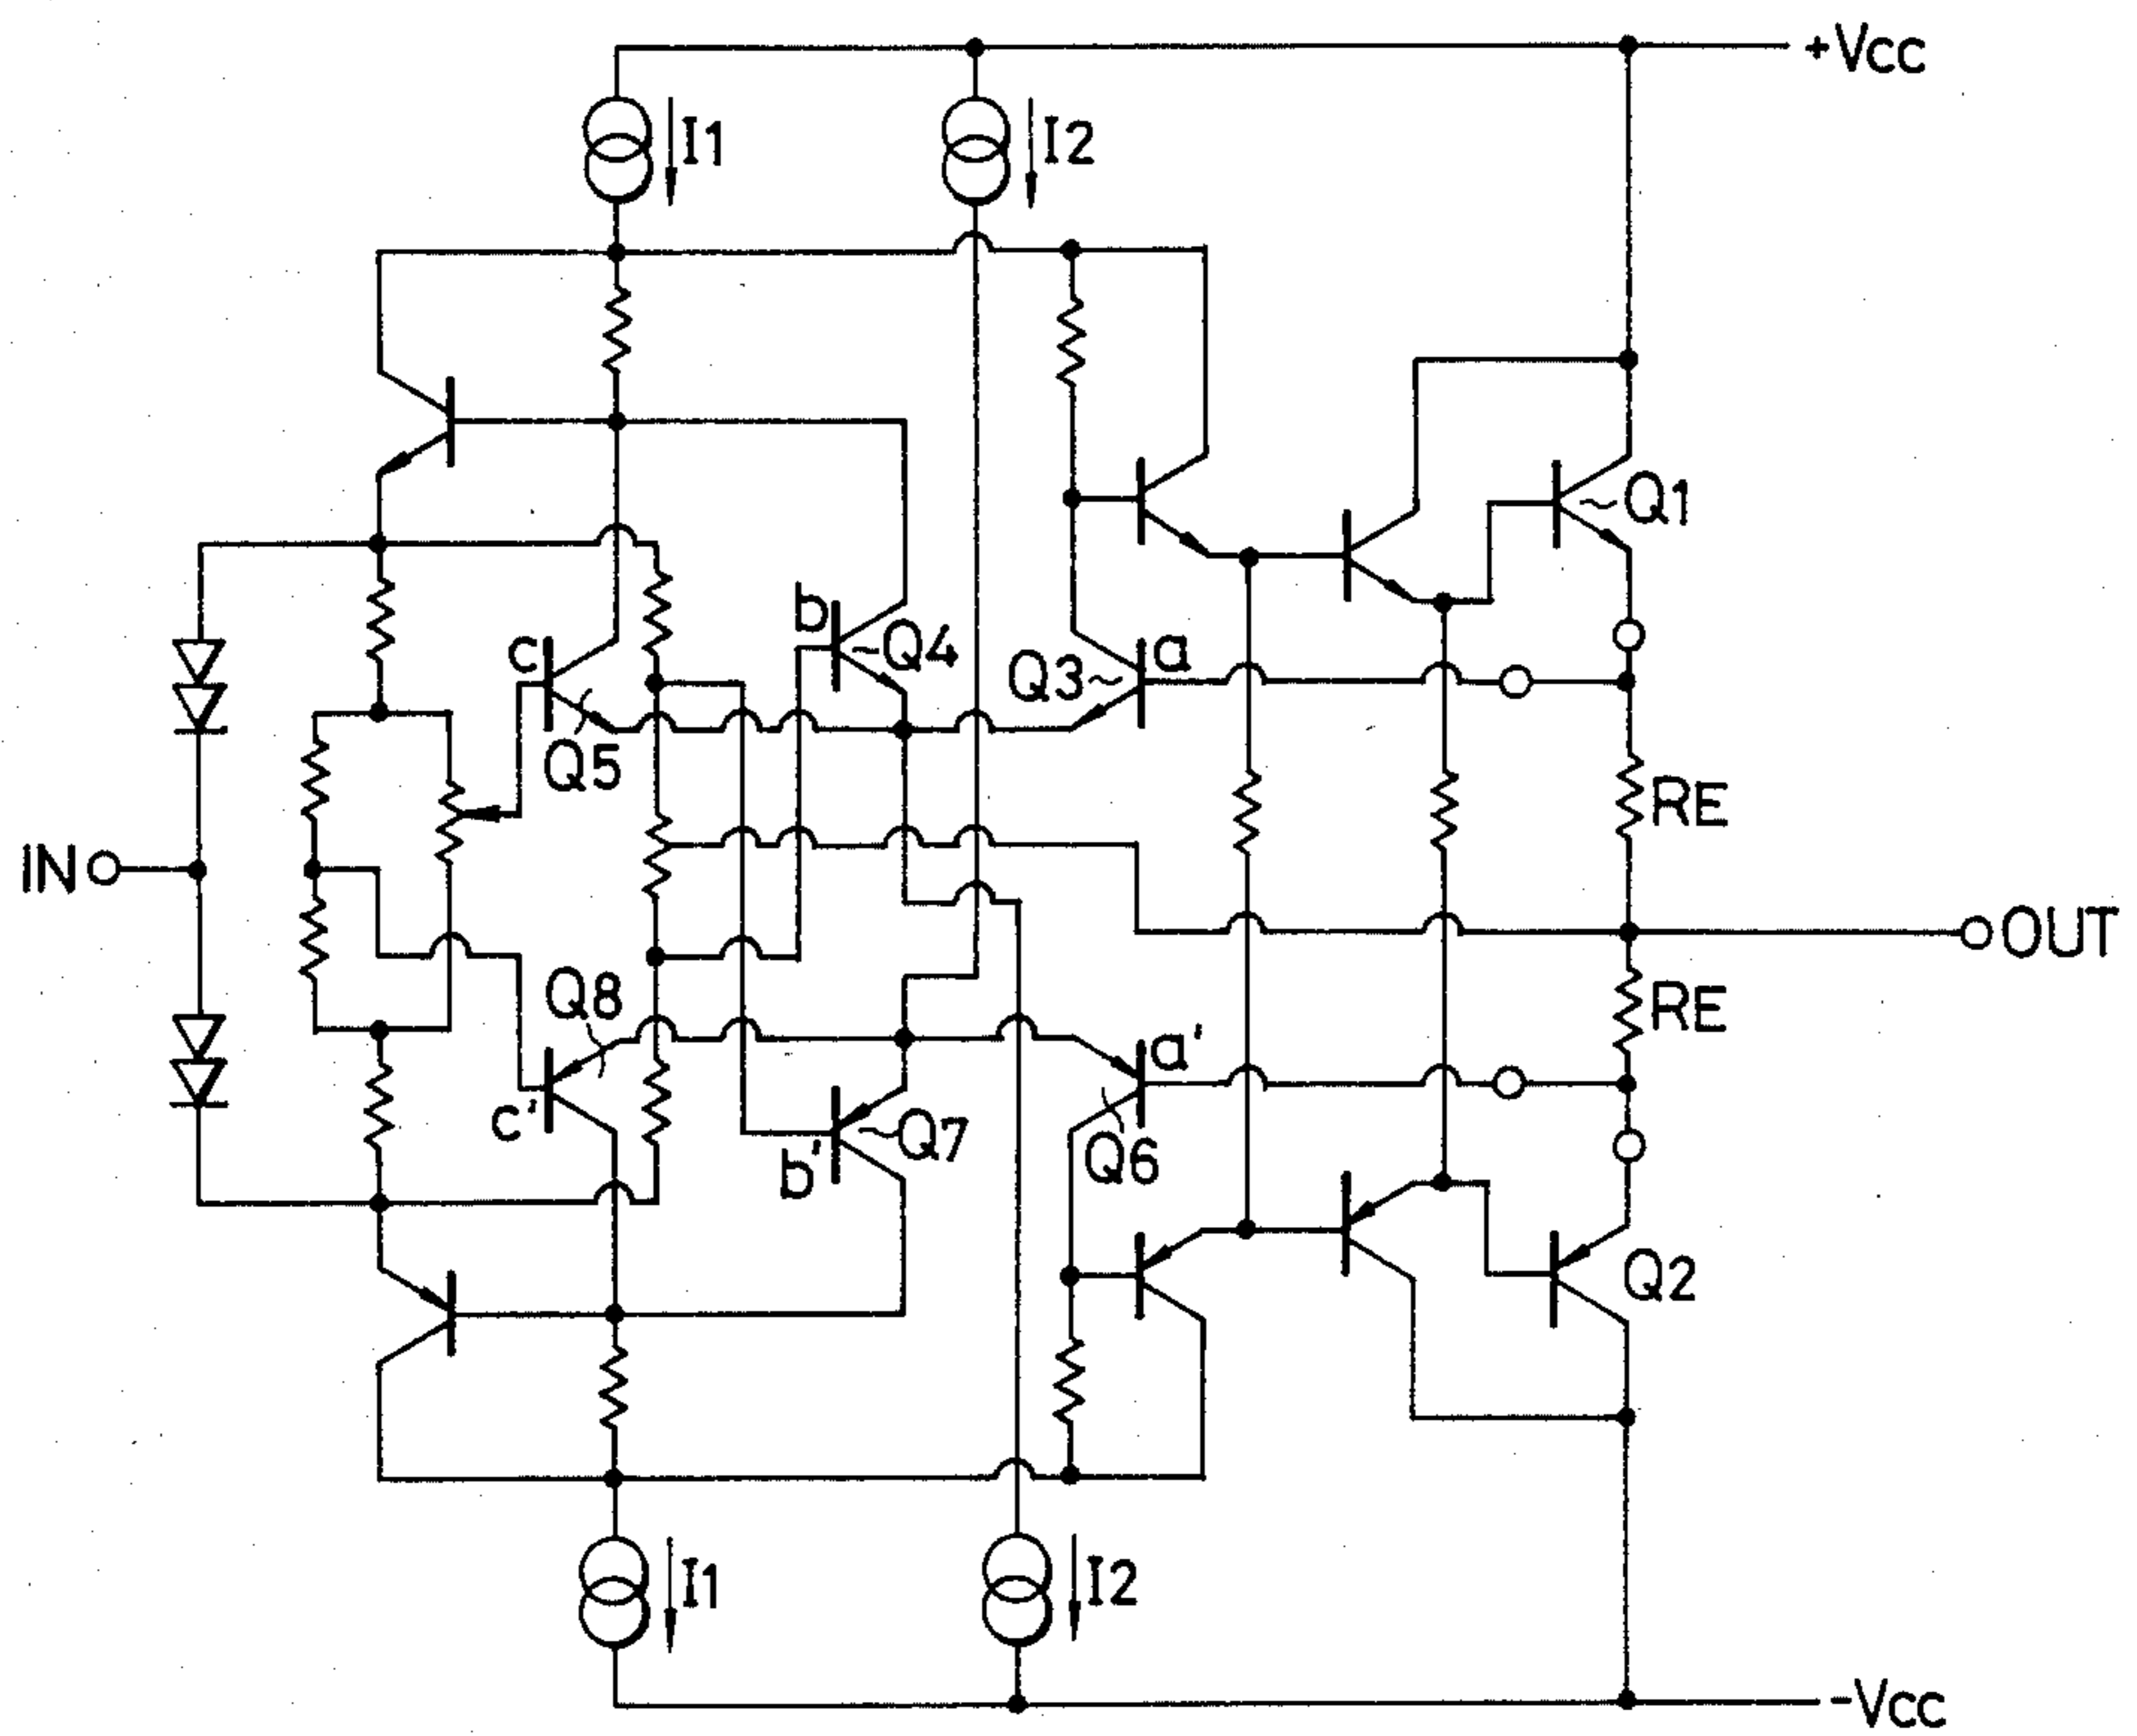 +VCC
I1
I2
Q1
b
Q4
c
Q3
a
Q5
RE
IN
OUT
Q8
RE
a'
c'
Q7
b'
Q6
Q2
I1
I2
-VCC